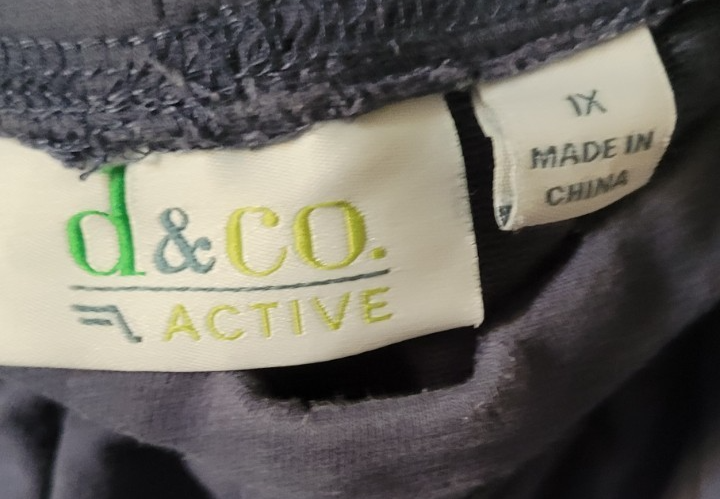 d&co.
ACTIVE
1X
MADE IN
CHINA